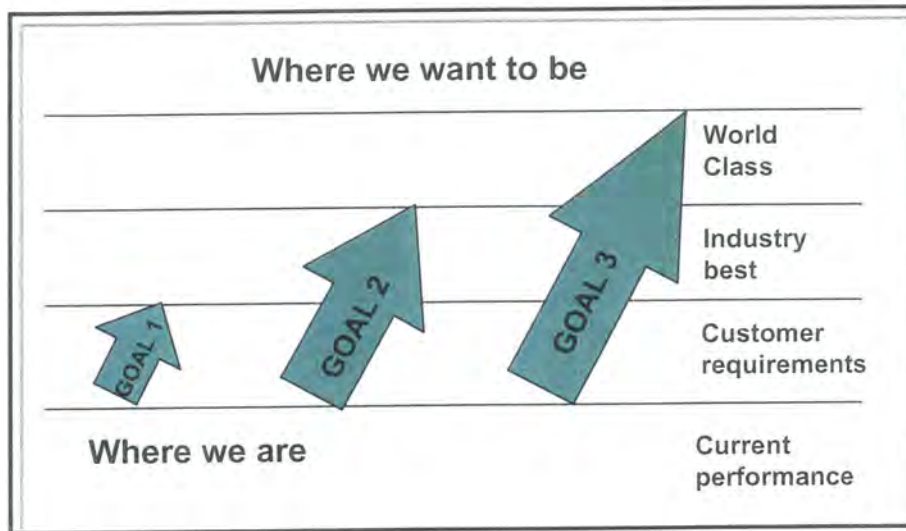 Where we want to be
World
Class
Industry
best
GOAL 1
GOAL 2
GOAL 3
Customer
requirements
Where we are
Current
performance